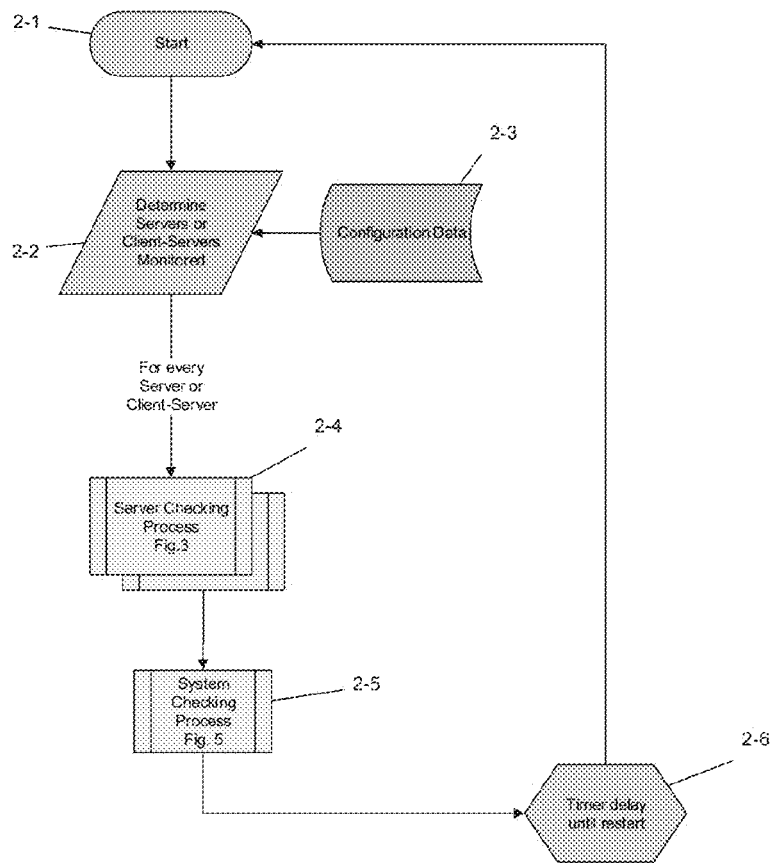 2-1
Start
2-3
Determine
Servers or
Client-Servers
Monitored
Configuration Data
2-2
For every
Server or
Client-Server
2-4
Server Checking
Process
Fig.3
System
Checking
Process
Fig. 5
2-5
2-6
Timer delay
until restart